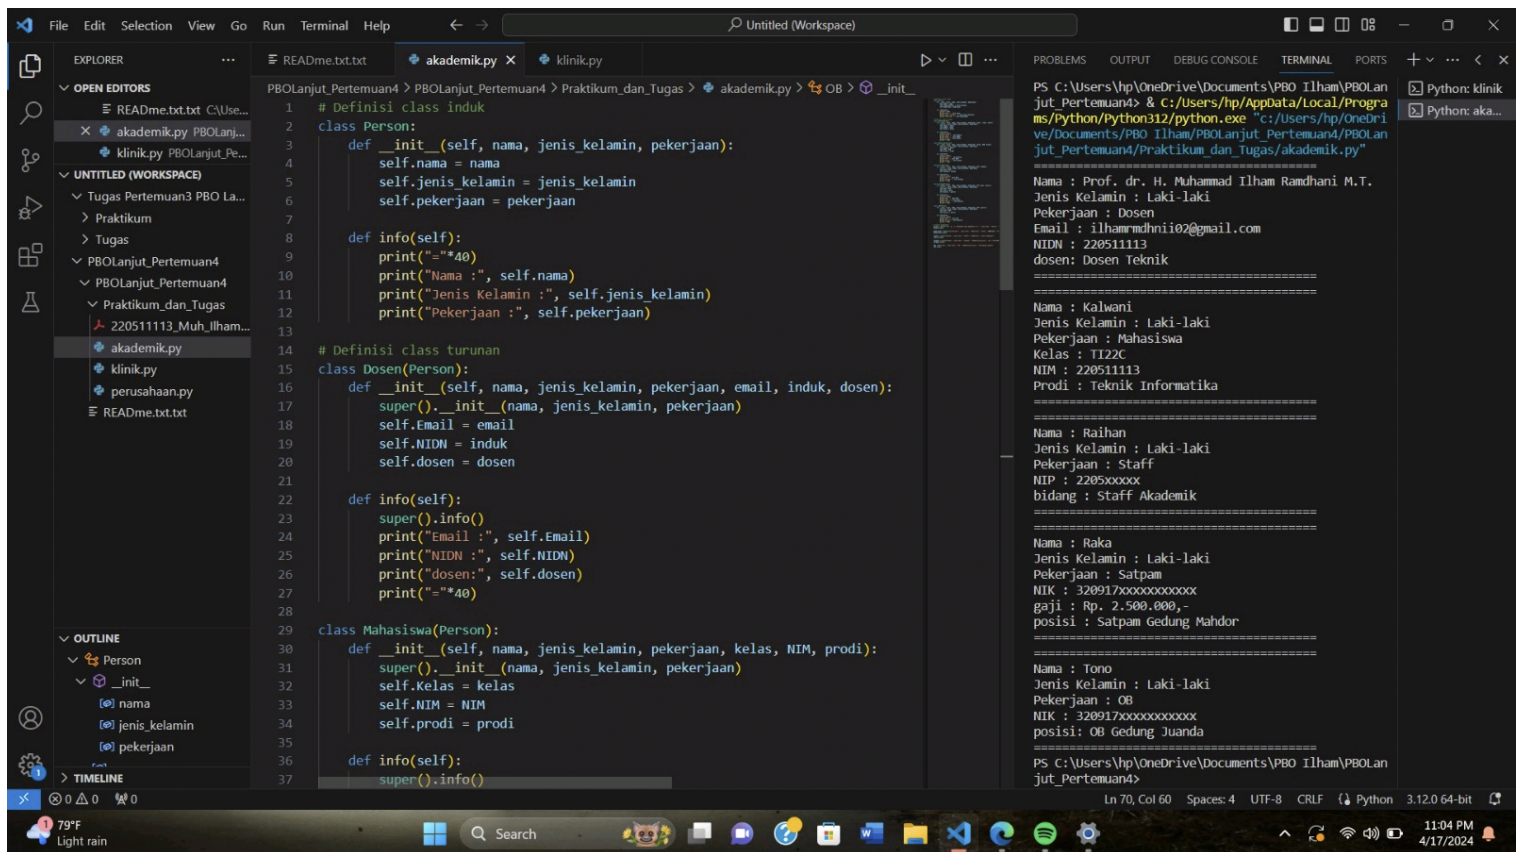 File Edit Selection View Go Run Terminal Help
Untitled (Workspace)
EXPLORER
OPEN EDITORS
READme.txt.txt C:\Use...
akademik.py PBOLanj...
klinik.py PBOLanjut_Pe...
UNTITLED (WORKSPACE)
Tugas Pertemuan3 PBO La...
Praktikum
Tugas
PBOLanjut_Pertemuan4
PBOLanjut_Pertemuan4
Praktikum_dan_Tugas
220511113_Muh_Ilham...
akademik.py
klinik.py
perusahaan.py
READme.txt.txt
OUTLINE
Person
__init__
nama
jenis_kelamin
pekerjaan
TIMELINE
READme.txt.txt akademik.py klinik.py
PBOLanjut_Pertemuan4 > PBOLanjut_Pertemuan4 > Praktikum_dan_Tugas > akademik.py > OB > __init__
1 # Definisi class induk
2 class Person:
3 def __init__(self, nama, jenis_kelamin, pekerjaan):
4 self.nama = nama
5 self.jenis_kelamin = jenis_kelamin
6 self.pekerjaan = pekerjaan
7
8 def info(self):
9 print("="*40)
10 print("Nama :", self.nama)
11 print("Jenis Kelamin :", self.jenis_kelamin)
12 print("Pekerjaan :", self.pekerjaan)
13
14 # Definisi class turunan
15 class Dosen(Person):
16 def __init__(self, nama, jenis_kelamin, pekerjaan, email, induk, dosen):
17 super().__init__(nama, jenis_kelamin, pekerjaan)
18 self.Email = email
19 self.NIDN = induk
20 self.dosen = dosen
21
22 def info(self):
23 super().info()
24 print("Email :", self.Email)
25 print("NIDN :", self.NIDN)
26 print("dosen:", self.dosen)
27 print("="*40)
28
29 class Mahasiswa(Person):
30 def __init__(self, nama, jenis_kelamin, pekerjaan, kelas, NIM, prodi):
31 super().__init__(nama, jenis_kelamin, pekerjaan)
32 self.Kelas = kelas
33 self.NIM = NIM
34 self.prodi = prodi
35
36 def info(self):
37 super().info()
PROBLEMS OUTPUT DEBUG CONSOLE TERMINAL PORTS
PS C:\Users\hp\OneDrive\Documents\PBO Ilham\PBOLan
jut_Pertemuan4> & C:/Users/hp/AppData/Local/Progra
ms/Python/Python312/python.exe "c:/Users/hp/OneDri
ve/Documents/PBO Ilham/PBOLanjut_Pertemuan4/PBOLan
jut_Pertemuan4/Praktikum_dan_Tugas/akademik.py"
========================================
Nama : Prof. dr. H. Muhammad Ilham Ramdhani M.T.
Jenis Kelamin : Laki-laki
Pekerjaan : Dosen
Email : ilhamrmdhnii02@gmail.com
NIDN : 220511113
dosen: Dosen Teknik
========================================
========================================
Nama : Kalwani
Jenis Kelamin : Laki-laki
Pekerjaan : Mahasiswa
Kelas : TI22C
NIM : 220511113
Prodi : Teknik Informatika
========================================
========================================
Nama : Raihan
Jenis Kelamin : Laki-laki
Pekerjaan : Staff
NIP : 2205xxxxx
bidang : Staff Akademik
========================================
========================================
Nama : Raka
Jenis Kelamin : Laki-laki
Pekerjaan : Satpam
NIK : 320917xxxxxxxxxxx
gaji : Rp. 2.500.000,-
posisi : Satpam Gedung Mahdor
========================================
========================================
Nama : Tono
Jenis Kelamin : Laki-laki
Pekerjaan : OB
NIK : 320917xxxxxxxxxxx
posisi: OB Gedung Juanda
========================================
PS C:\Users\hp\OneDrive\Documents\PBO Ilham\PBOLan
jut_Pertemuan4>
Python: klinik
Python: aka...
0 0 0
Ln 70, Col 60 Spaces: 4 UTF-8 CRLF Python 3.12.0 64-bit
1
79°F
Light rain
Search
11:04 PM
4/17/2024